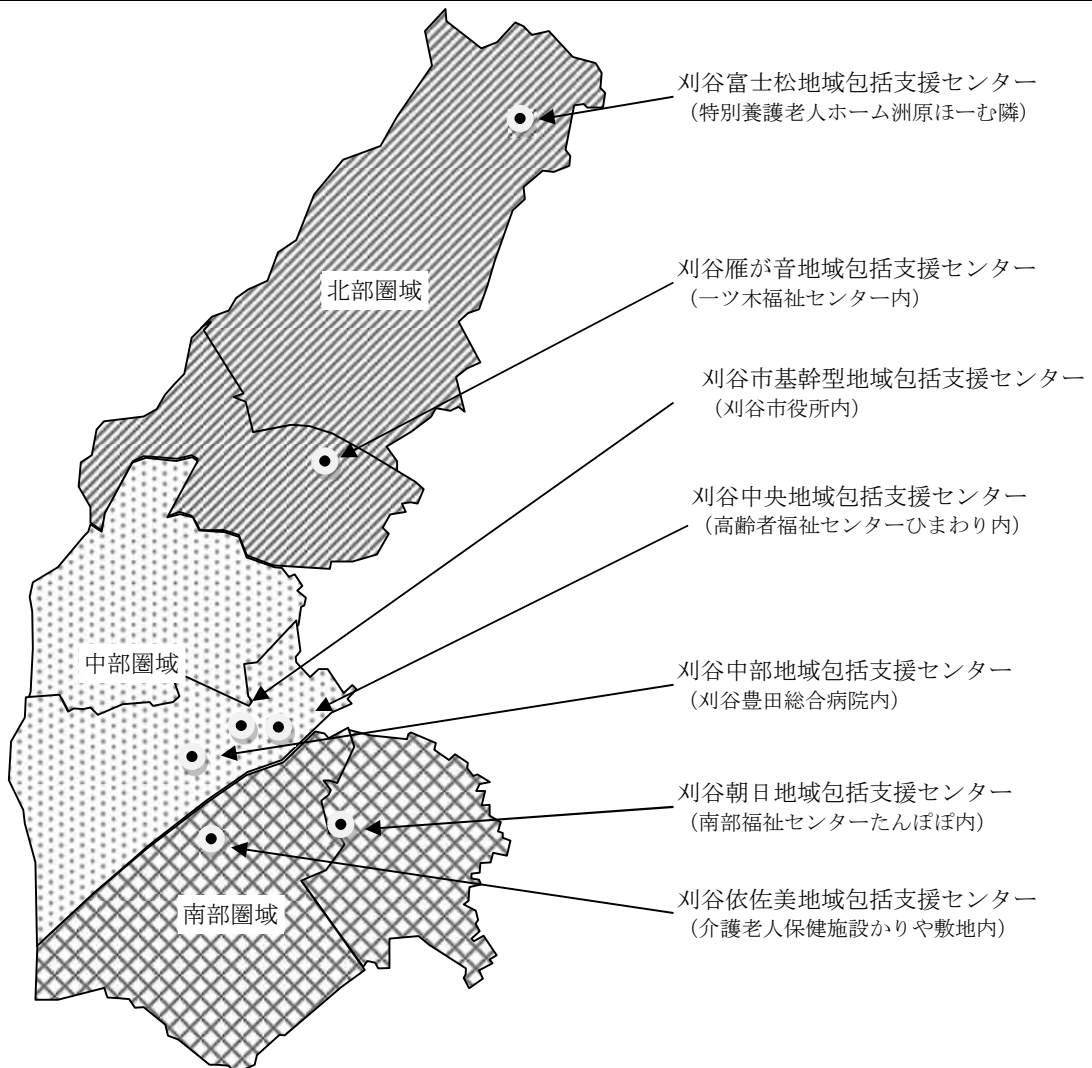 刈谷富士松地域包括支援センター
（特別養護老人ホーム洲原ほーむ隣）
北部圏域
刈谷雁が音地域包括支援センター
（一ツ木福祉センター内）
刈谷市基幹型地域包括支援センター
（刈谷市役所内）
刈谷中央地域包括支援センター
（高齢者福祉センターひまわり内）
中部圏域
刈谷中部地域包括支援センター
（刈谷豊田総合病院内）
刈谷朝日地域包括支援センター
（南部福祉センターたんぽぽ内）
南部圏域
刈谷依佐美地域包括支援センター
（介護老人保健施設かりや敷地内）